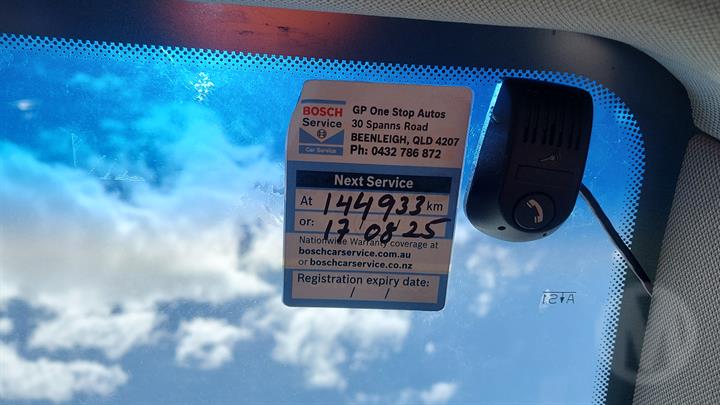 BOSCH
Service
Car Service
GP One Stop Autos
30 Spanns Road
BEENLEIGH, QLD 4207
Ph: 0432 786 872
Next Service
At 144933 km
or: 17/08/25
Nationwide Warranty coverage at
boschcarservice.com.au
or boschcarservice.co.nz
Registration expiry date:
/ /